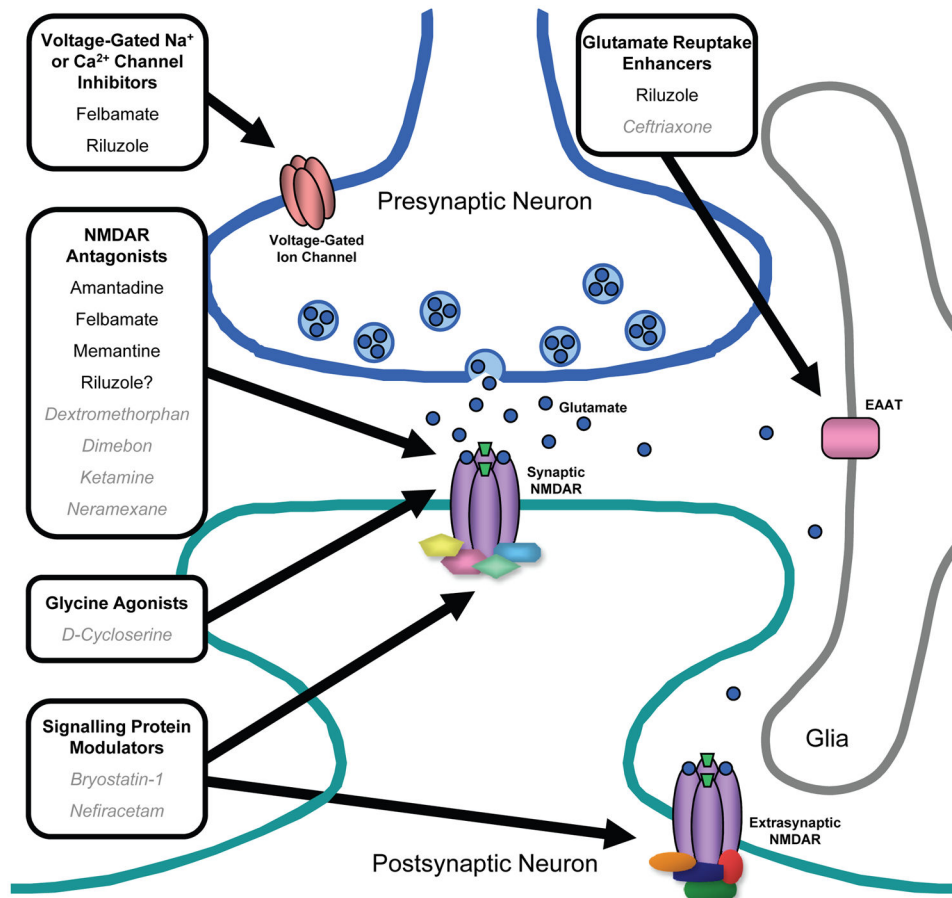 Voltage-Gated Na⁺
or Ca²⁺ Channel
Inhibitors
Felbamate
Riluzole
Glutamate Reuptake
Enhancers
Riluzole
Ceftriaxone
Presynaptic Neuron
Voltage-Gated
Ion Channel
NMDAR
Antagonists
Amantadine
Felbamate
Memantine
Riluzole?
Dextromethorphan
Dimebon
Ketamine
Neramexane
Glutamate
EAAT
Synaptic
NMDAR
Glycine Agonists
D-Cycloserine
Signalling Protein
Modulators
Bryostatin-1
Nefiracetam
Glia
Extrasynaptic
NMDAR
Postsynaptic Neuron